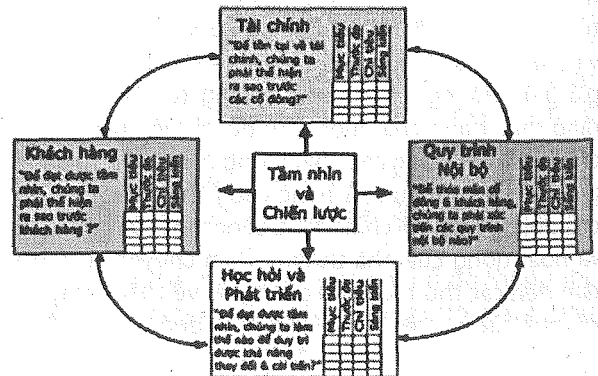 Tài chính
"Để tồn tại về tài
chính, chúng ta
phải thể hiện
ra sao trước
các cổ đông?"
Mục tiêu
Thước đo
Chỉ tiêu
Sáng kiến
Khách hàng
"Để đạt được tầm
nhìn, chúng ta
phải thể hiện
ra sao trước
khách hàng ?"
Mục tiêu
Thước đo
Chỉ tiêu
Sáng kiến
Tầm nhìn
và
Chiến lược
Quy trình
Nội bộ
"Để thỏa mãn cổ
đông & khách hàng,
chúng ta phải xúc
tiến các quy trình
nội bộ nào?"
Mục tiêu
Thước đo
Chỉ tiêu
Sáng kiến
Học hỏi và
Phát triển
"Để đạt được tầm
nhìn, chúng ta làm
thế nào để duy trì
được khả năng
thay đổi & cải tiến?"
Mục tiêu
Thước đo
Chỉ tiêu
Sáng kiến